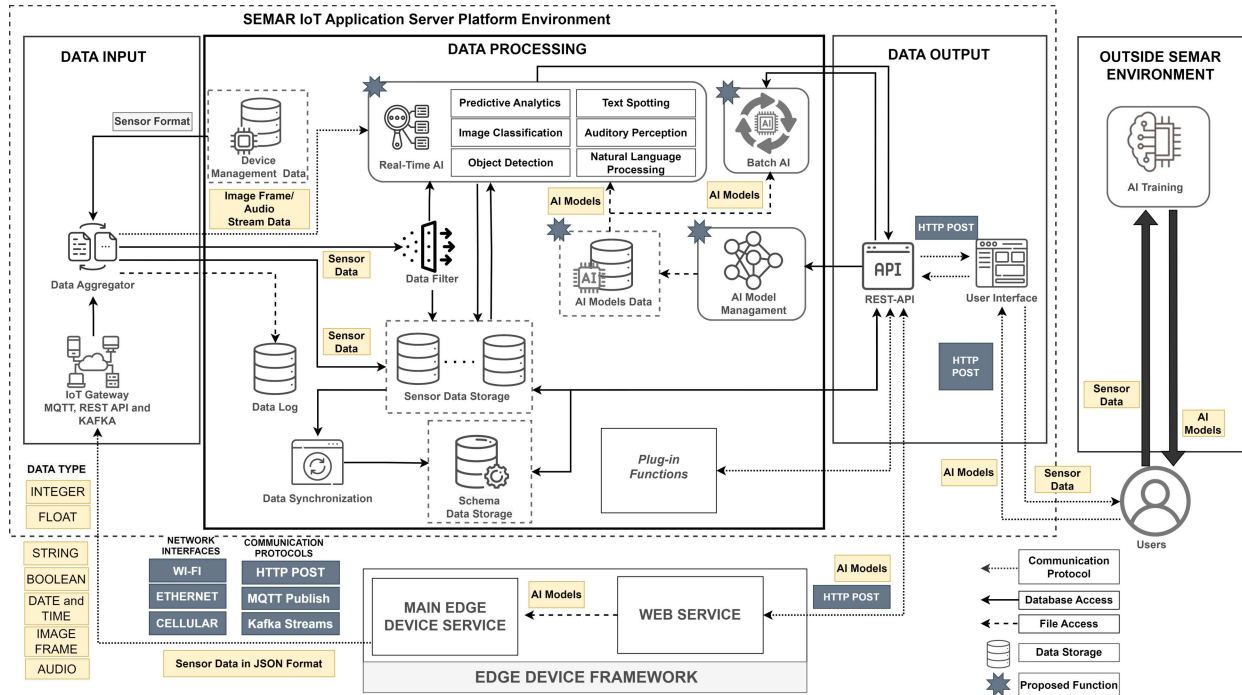 SEMAR IoT Application Server Platform Environment
DATA INPUT
Sensor Format
Data Aggregator
IoT Gateway
MQTT, REST API and
KAFKA
DATA PROCESSING
Device
Management Data
Image Frame/
Audio
Stream Data
Real-Time AI
Predictive Analytics
Text Spotting
Image Classification
Auditory Perception
Object Detection
Natural Language
Processing
AI
Batch AI
AI Models
AI Models
Sensor
Data
Data Filter
AI
AI Models Data
AI Model
Managament
Sensor
Data
Data Log
Sensor Data Storage
Data Synchronization
Schema
Data Storage
Plug-in
Functions
DATA OUTPUT
HTTP POST
API
REST-API
User Interface
HTTP
POST
OUTSIDE SEMAR
ENVIRONMENT
AI Training
Sensor
Data
AI
Models
AI Models
Sensor
Data
Users
DATA TYPE
INTEGER
FLOAT
STRING
BOOLEAN
DATE and
TIME
IMAGE
FRAME
AUDIO
NETWORK
INTERFACES
WI-FI
ETHERNET
CELLULAR
COMMUNICATION
PROTOCOLS
HTTP POST
MQTT Publish
Kafka Streams
Sensor Data in JSON Format
MAIN EDGE
DEVICE SERVICE
AI Models
WEB SERVICE
EDGE DEVICE FRAMEWORK
AI Models
HTTP POST
Communication
Protocol
Database Access
File Access
Data Storage
Proposed Function